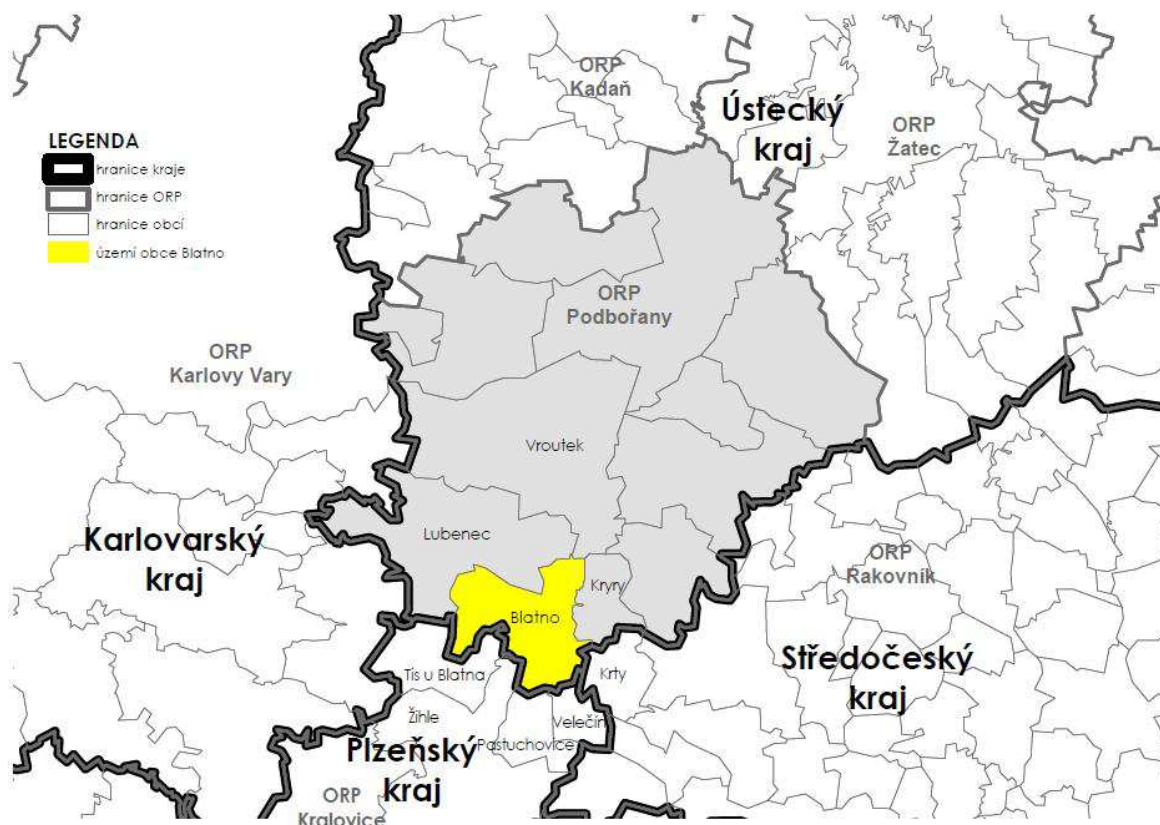 ORP
Kadaň
Ústecký
kraj
ORP
Žatec
LEGENDA
hranice kraje
hranice ORP
hranice obcí
území obce Blatno
ORP
Podbořany
ORP
Karlovy Vary
Vroutek
Karlovarský
kraj
Lubenec
ORP
Rakovník
Kryry
Blatno
Středočeský
kraj
Tis u Blatna
Krty
Žihle
Velečín
Plzeňský
kraj
Pastuchovice
ORP
Kralovice